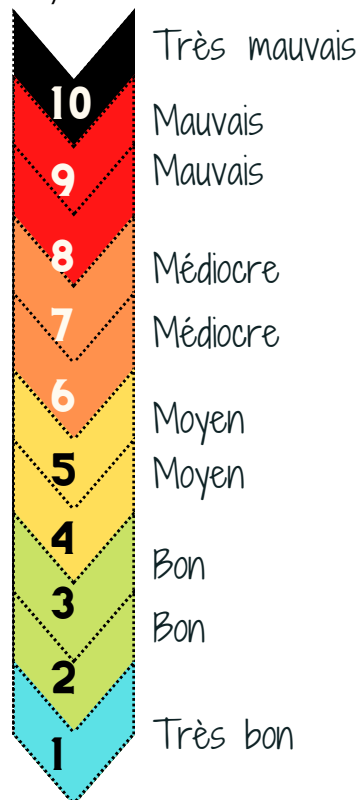 Très mauvais
10
Mauvais
9
Mauvais
8
Médiocre
7
Médiocre
6
Moyen
5
Moyen
4
Bon
3
Bon
2
Très bon
1